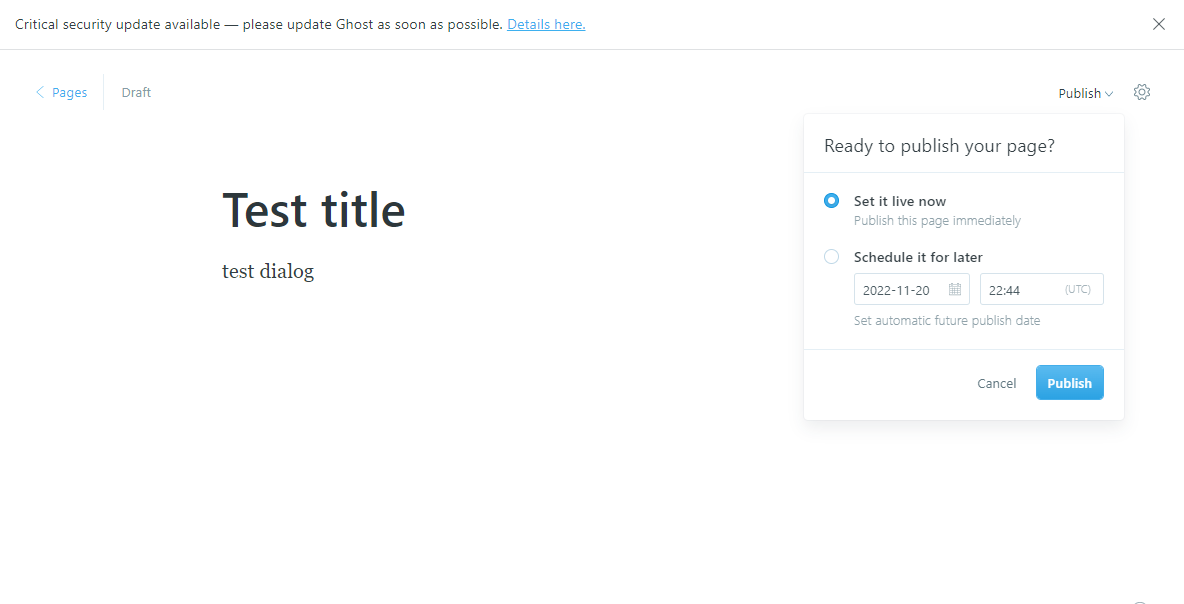 Critical security update available — please update Ghost as soon as possible. Details here.
Pages
Draft
Publish
Ready to publish your page?
Set it live now
Publish this page immediately
Schedule it for later
2022-11-20
22:44 (UTC)
Set automatic future publish date
Cancel
Publish
Test title
test dialog